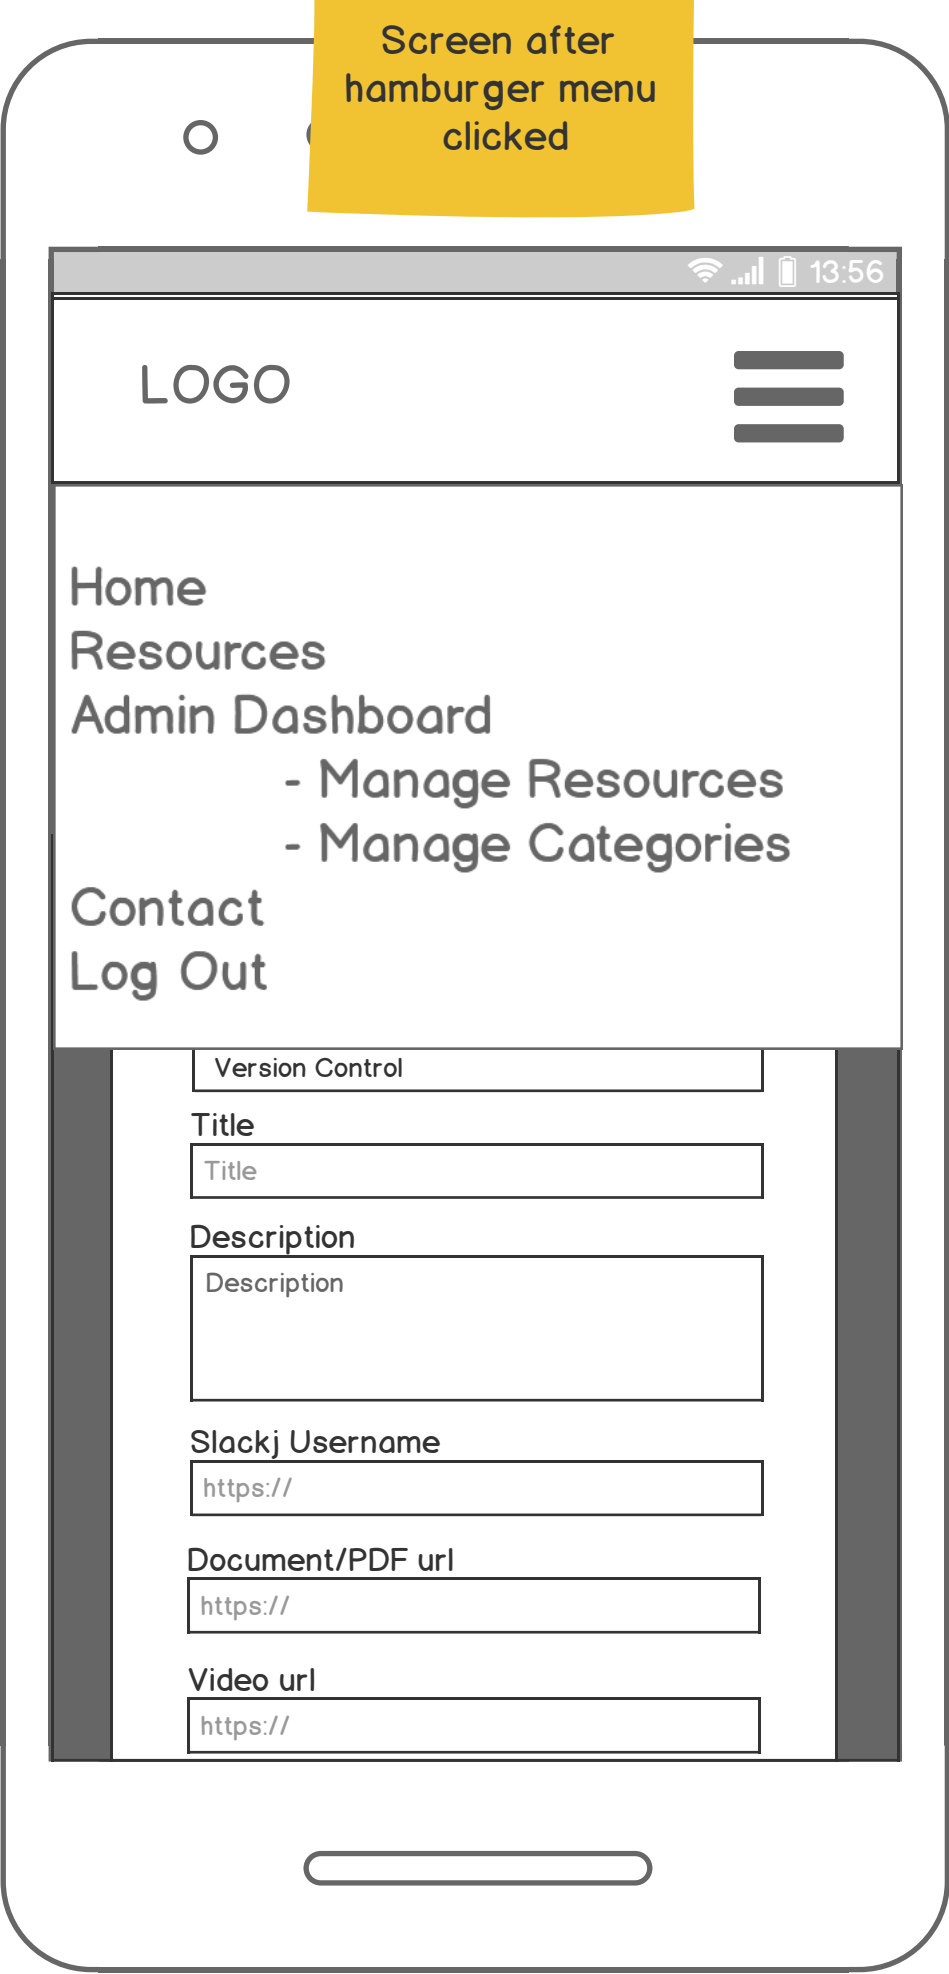 Screen after
hamburger menu
clicked
13:56
LOGO
Home
Resources
Admin Dashboard
- Manage Resources
- Manage Categories
Contact
Log Out
Version Control
Title
Title
Description
Description
Slackj Username
https://
Document/PDF url
https://
Video url
https://